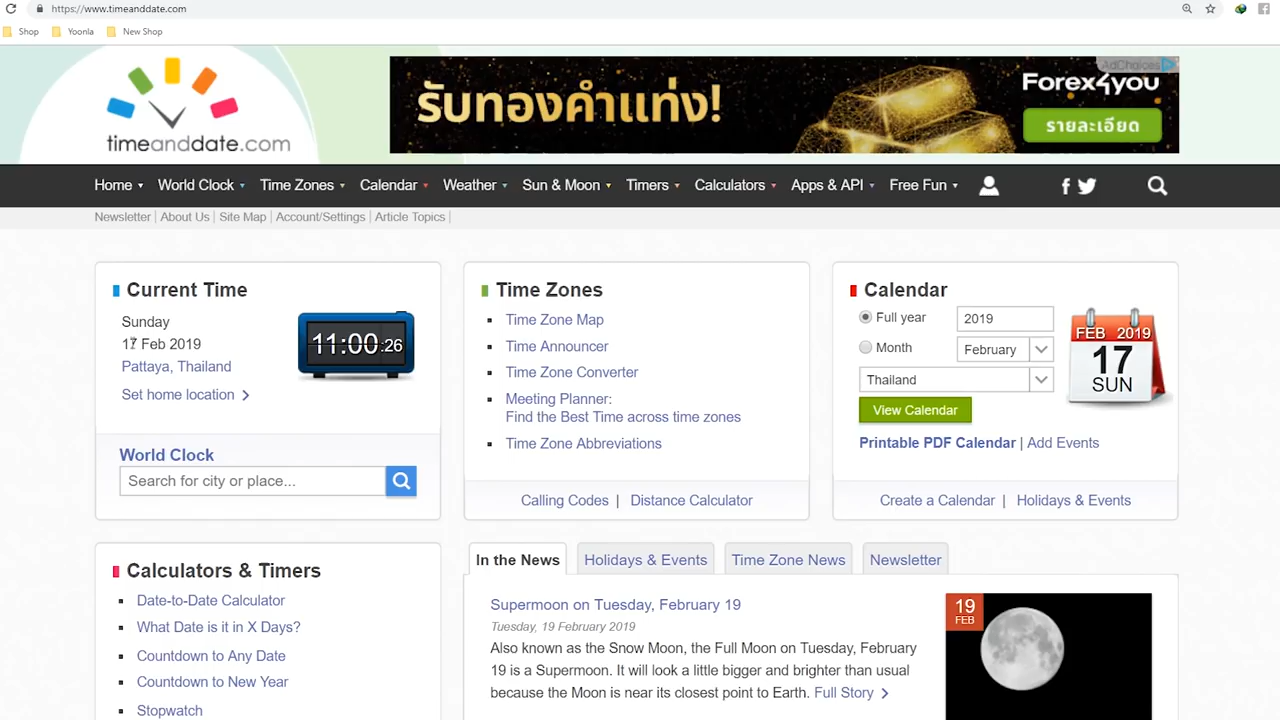 https://www.timeanddate.com
Shop Yoonla New Shop
timeanddate.com
รับทองคำแท่ง!
AdChoices
Forex4you
รายละเอียด
Home World Clock Time Zones Calendar Weather Sun & Moon Timers Calculators Apps & API Free Fun
Newsletter | About Us | Site Map | Account/Settings | Article Topics |
Current Time
Sunday
17 Feb 2019
Pattaya, Thailand
Set home location
11:00:26
World Clock
Search for city or place...
Time Zones
Time Zone Map
Time Announcer
Time Zone Converter
Meeting Planner:
Find the Best Time across time zones
Time Zone Abbreviations
Calling Codes | Distance Calculator
Calendar
Full year 2019
Month February
Thailand
View Calendar
FEB 2019
17
SUN
Printable PDF Calendar | Add Events
Create a Calendar | Holidays & Events
Calculators & Timers
Date-to-Date Calculator
What Date is it in X Days?
Countdown to Any Date
Countdown to New Year
Stopwatch
In the News Holidays & Events Time Zone News Newsletter
Supermoon on Tuesday, February 19
Tuesday, 19 February 2019
Also known as the Snow Moon, the Full Moon on Tuesday, February
19 is a Supermoon. It will look a little bigger and brighter than usual
because the Moon is near its closest point to Earth. Full Story
19
FEB